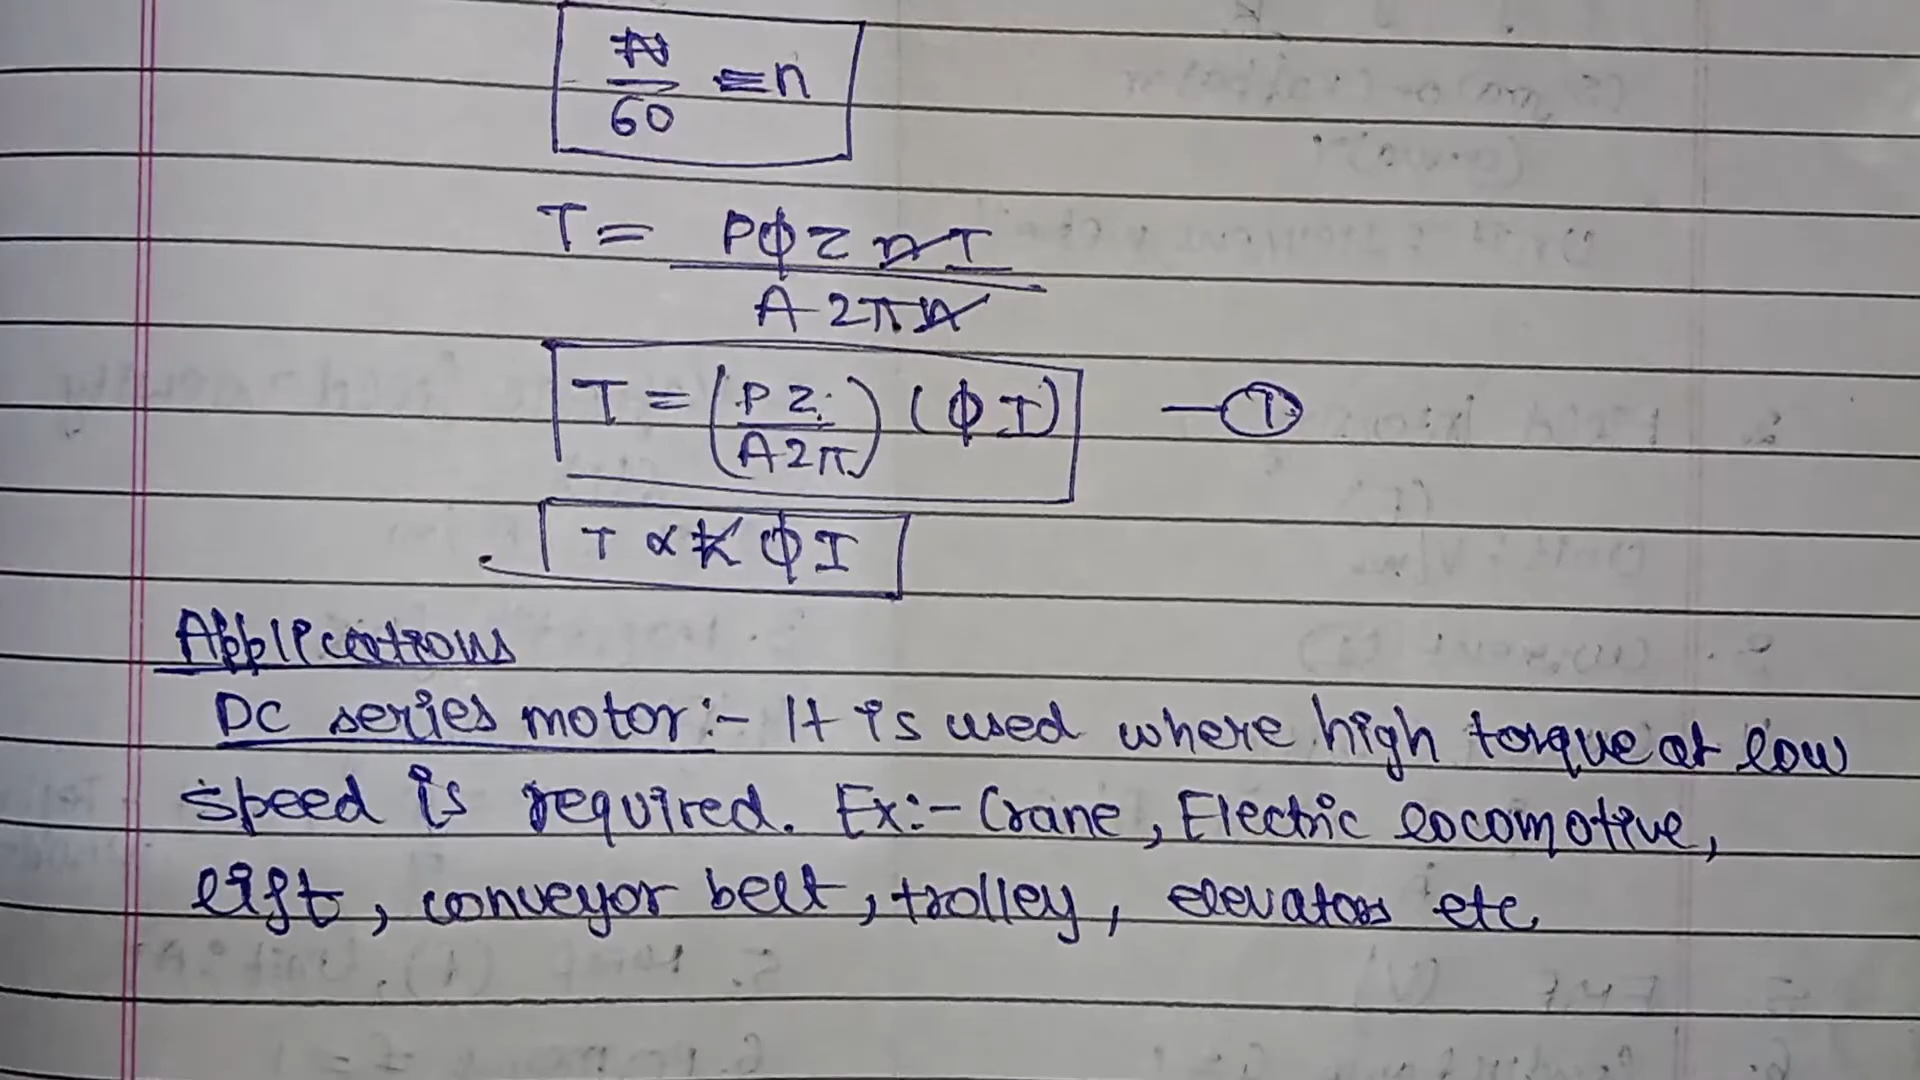 N/60 = n
T = PϕZnI / A2πn
T = (PZ / A2π) (ϕI) — ①
T ∝ K ϕ I
Applications
DC series motor:- It is used where high torque at low
speed is required. Ex:- Crane, Electric locomotive,
lift, conveyor belt, trolley, elevators etc